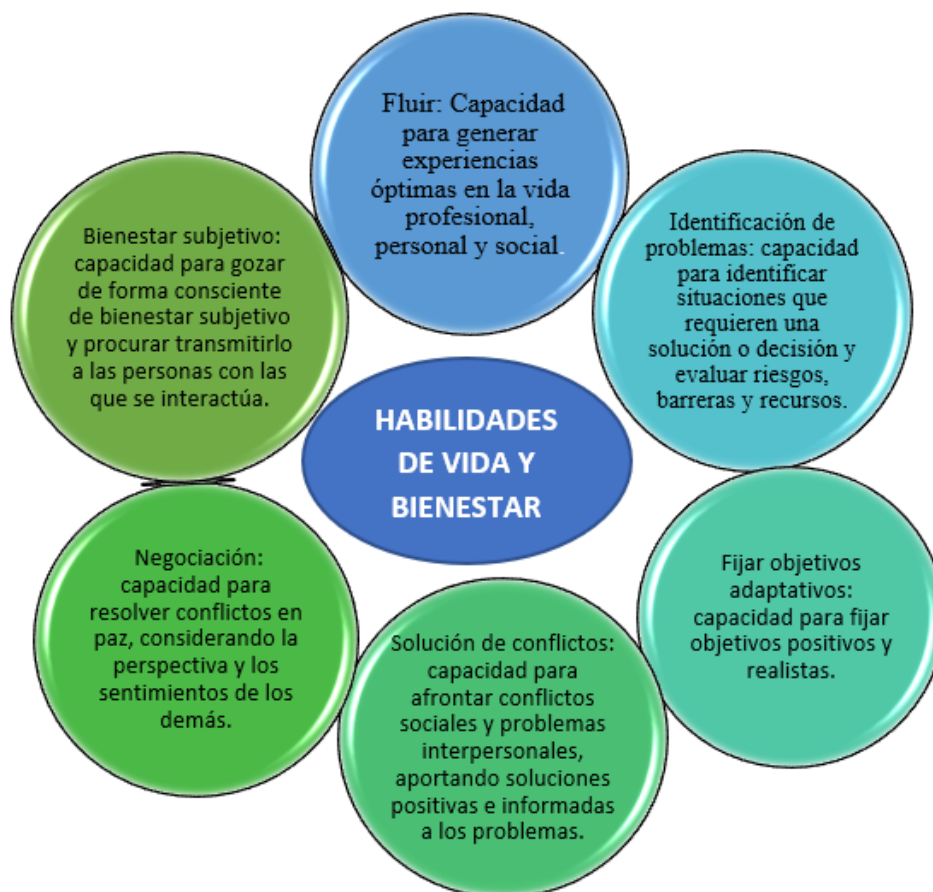 Fluir: Capacidad
para generar
experiencias
óptimas en la vida
profesional,
personal y social.
Identificación de
problemas: capacidad
para identificar
situaciones que
requieren una
solución o decisión y
evaluar riesgos,
barreras y recursos.
Fijar objetivos
adaptativos:
capacidad para fijar
objetivos positivos y
realistas.
Solución de conflictos:
capacidad para
afrontar conflictos
sociales y problemas
interpersonales,
aportando soluciones
positivas e informadas
a los problemas.
Negociación:
capacidad para
resolver conflictos en
paz, considerando la
perspectiva y los
sentimientos de los
demás.
Bienestar subjetivo:
capacidad para gozar
de forma consciente
de bienestar subjetivo
y procurar transmitirlo
a las personas con las
que se interactúa.
HABILIDADES
DE VIDA Y
BIENESTAR